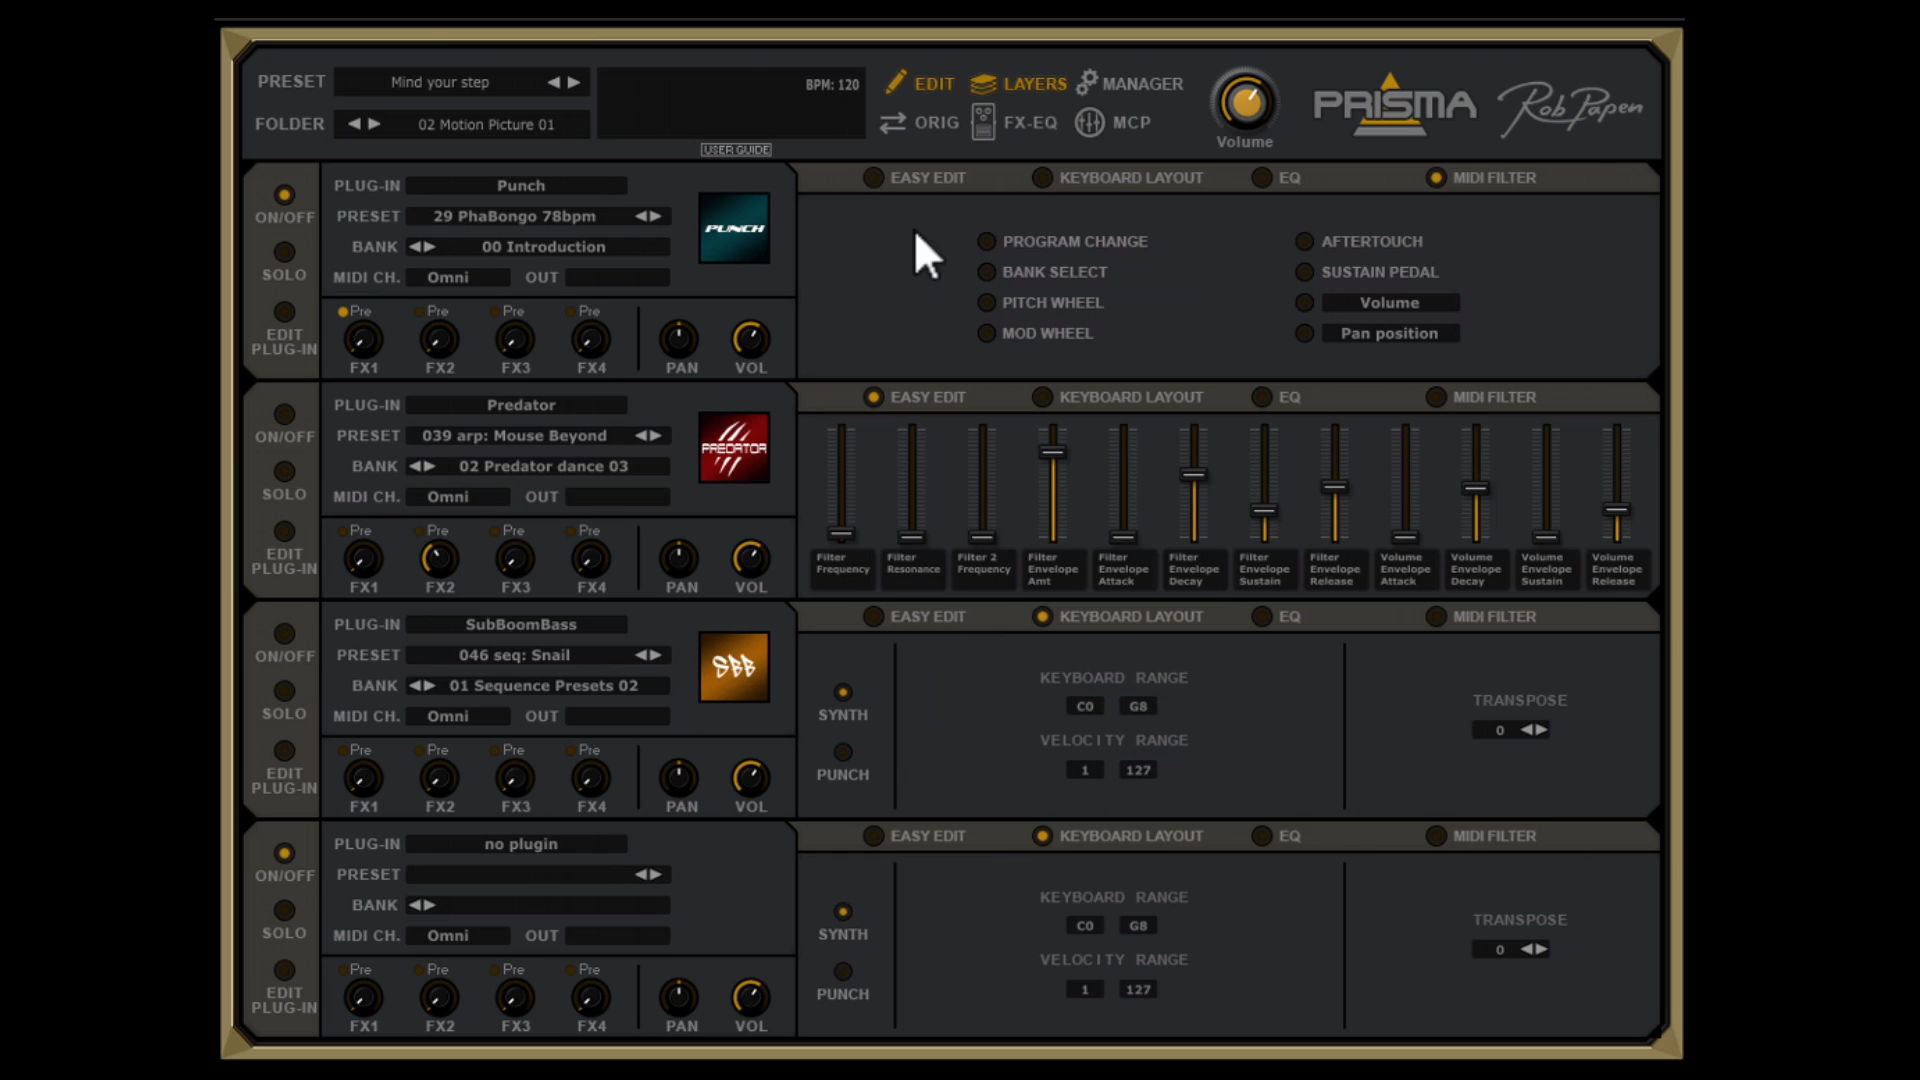 PRESET Mind your step
FOLDER 02 Motion Picture 01
BPM: 120
USER GUIDE
EDIT LAYERS MANAGER
ORIG FX-EQ MCP
Volume
PRISMA
Rob Papen
ON/OFF
SOLO
EDIT
PLUG-IN
PLUG-IN Punch
PRESET 29 PhaBongo 78bpm
BANK 00 Introduction
MIDI CH. Omni OUT
PUNCH
Pre Pre Pre Pre
FX1 FX2 FX3 FX4 PAN VOL
EASY EDIT KEYBOARD LAYOUT EQ MIDI FILTER
PROGRAM CHANGE AFTERTOUCH
BANK SELECT SUSTAIN PEDAL
PITCH WHEEL Volume
MOD WHEEL Pan position
ON/OFF
SOLO
EDIT
PLUG-IN
PLUG-IN Predator
PRESET 039 arp: Mouse Beyond
BANK 02 Predator dance 03
MIDI CH. Omni OUT
PREDATOR
Pre Pre Pre Pre
FX1 FX2 FX3 FX4 PAN VOL
EASY EDIT KEYBOARD LAYOUT EQ MIDI FILTER
Filter Filter Filter 2 Filter Filter Filter Filter Filter Volume Volume Volume Volume
Frequency Resonance Frequency Envelope Envelope Envelope Envelope Envelope Envelope Envelope Envelope Envelope
Amt Attack Decay Sustain Release Attack Decay Sustain Release
ON/OFF
SOLO
EDIT
PLUG-IN
PLUG-IN SubBoomBass
PRESET 046 seq: Snail
BANK 01 Sequence Presets 02
MIDI CH. Omni OUT
SBB
Pre Pre Pre Pre
FX1 FX2 FX3 FX4 PAN VOL
EASY EDIT KEYBOARD LAYOUT EQ MIDI FILTER
SYNTH
PUNCH
KEYBOARD RANGE
C0 G8
VELOCITY RANGE
1 127
TRANSPOSE
0
ON/OFF
SOLO
EDIT
PLUG-IN
PLUG-IN no plugin
PRESET
BANK
MIDI CH. Omni OUT
Pre Pre Pre Pre
FX1 FX2 FX3 FX4 PAN VOL
EASY EDIT KEYBOARD LAYOUT EQ MIDI FILTER
SYNTH
PUNCH
KEYBOARD RANGE
C0 G8
VELOCITY RANGE
1 127
TRANSPOSE
0